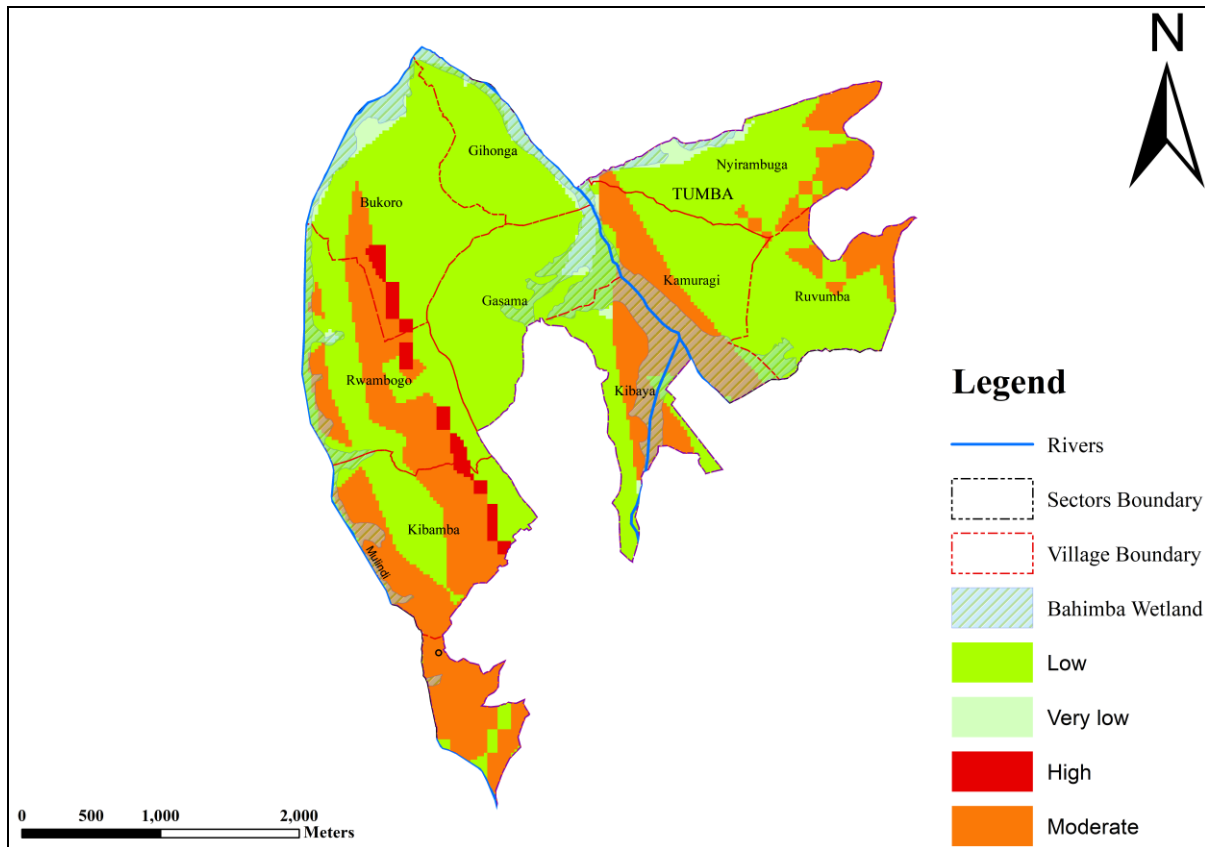 N
Gihonga
Nyirambuga
TUMBA
Bukoro
Kamuragi
Ruvumba
Gasama
Rwambogo
Kibaya
Kibamba
Mulindi
Legend
Rivers
Sectors Boundary
Village Boundary
Bahimba Wetland
Low
Very low
High
Moderate
0 500 1,000 2,000
Meters